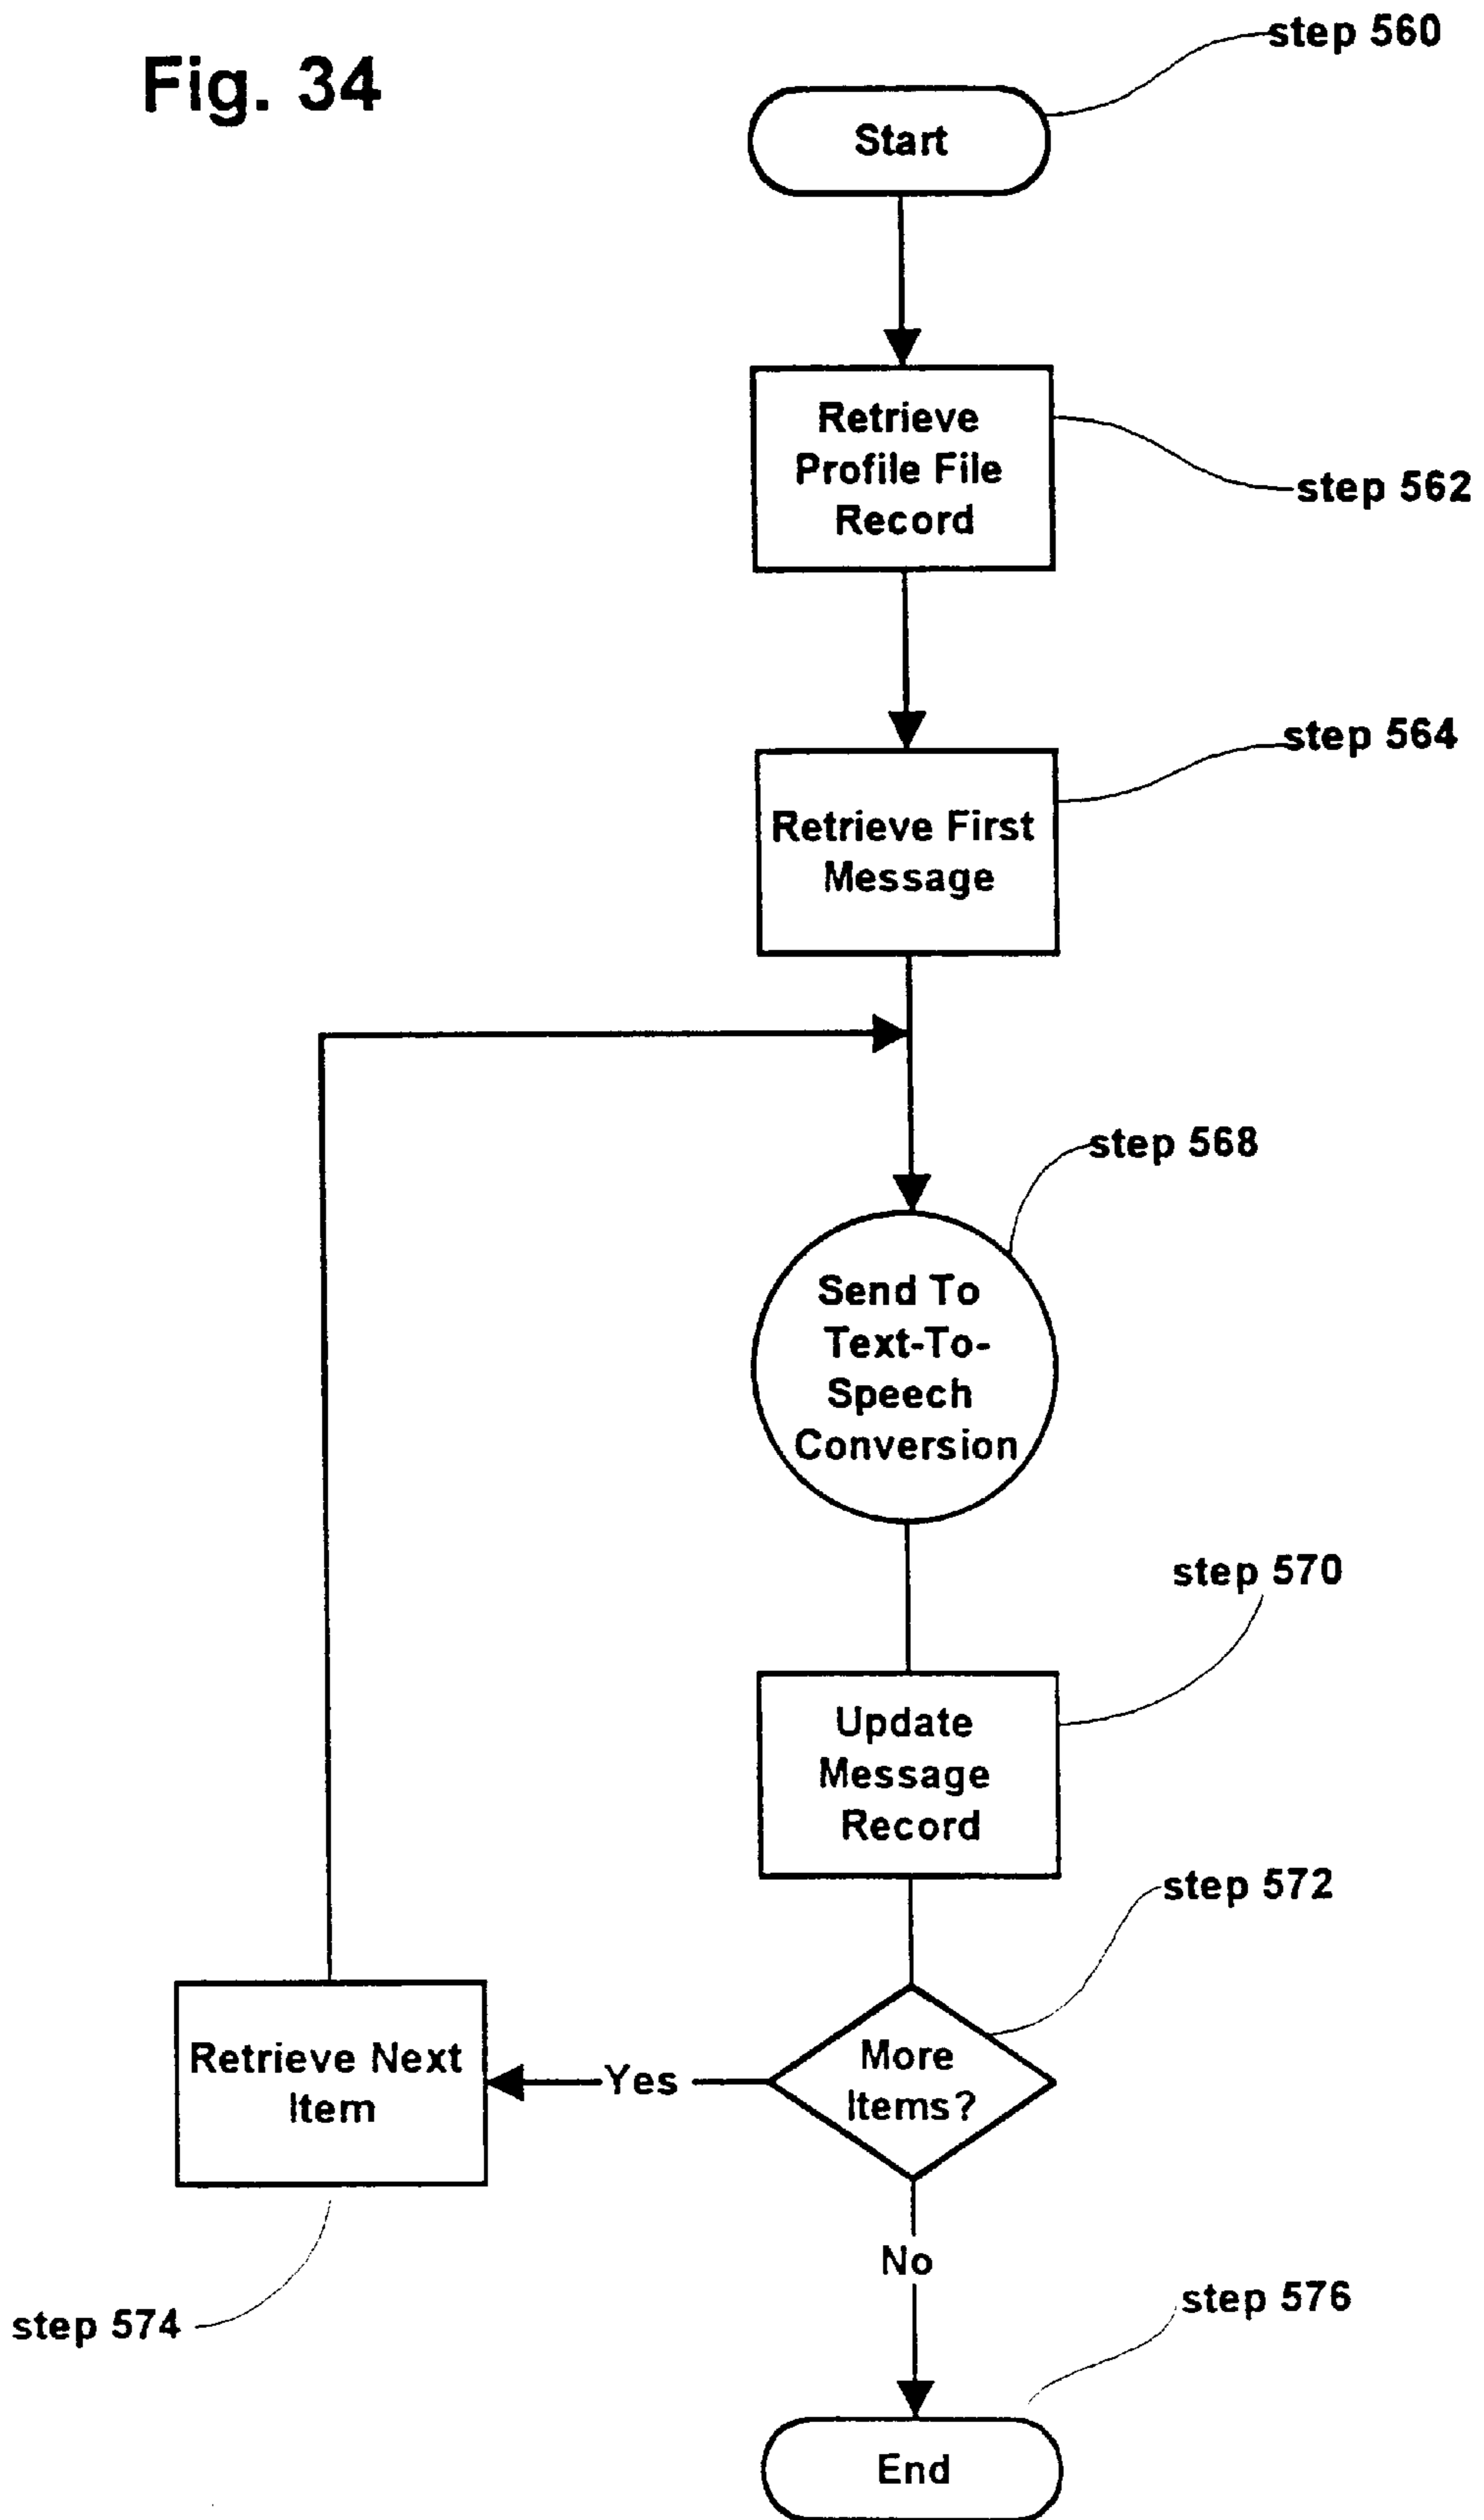 Fig. 34
step 560
Start
Retrieve
Profile File
Record
step 562
step 564
Retrieve First
Message
step 568
Send To
Text-To-
Speech
Conversion
step 570
Update
Message
Record
step 572
More
Items?
Yes
Retrieve Next
Item
No
step 574
step 576
End